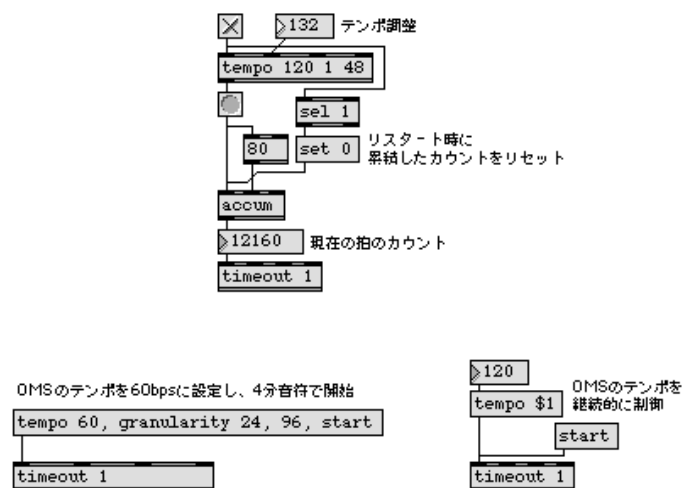 132
テンポ調整
tempo 120 1 48
sel 1
80
set 0
リスタート時に
累積したカウントをリセット
accum
12160
現在の拍のカウント
timeout 1
OMSのテンポを60bpsに設定し、4分音符で開始
tempo 60, granularity 24, 96, start
timeout 1
120
OMSのテンポを
継続的に制御
tempo $1
start
timeout 1